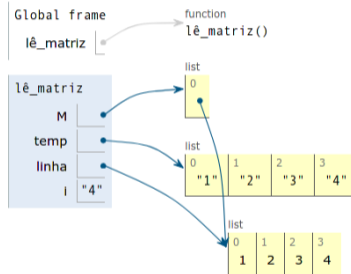 Global frame
lê_matriz
function
lê_matriz()
list
0
lê_matriz
M
temp
linha
i "4"
list
0 1 2 3
"1" "2" "3" "4"
list
0 1 2 3
1 2 3 4